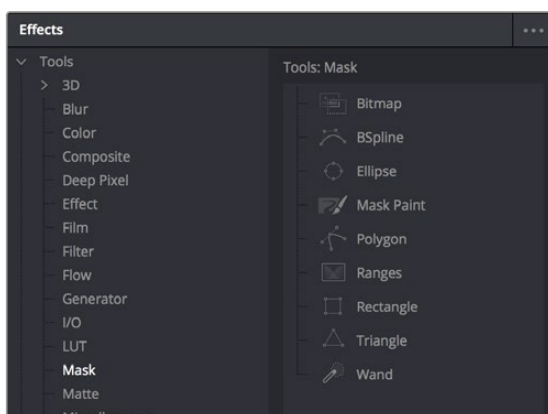 Effects
Tools
3D
Blur
Color
Composite
Deep Pixel
Effect
Film
Filter
Flow
Generator
I/O
LUT
Mask
Matte
Tools: Mask
Bitmap
BSpline
Ellipse
Mask Paint
Polygon
Ranges
Rectangle
Triangle
Wand